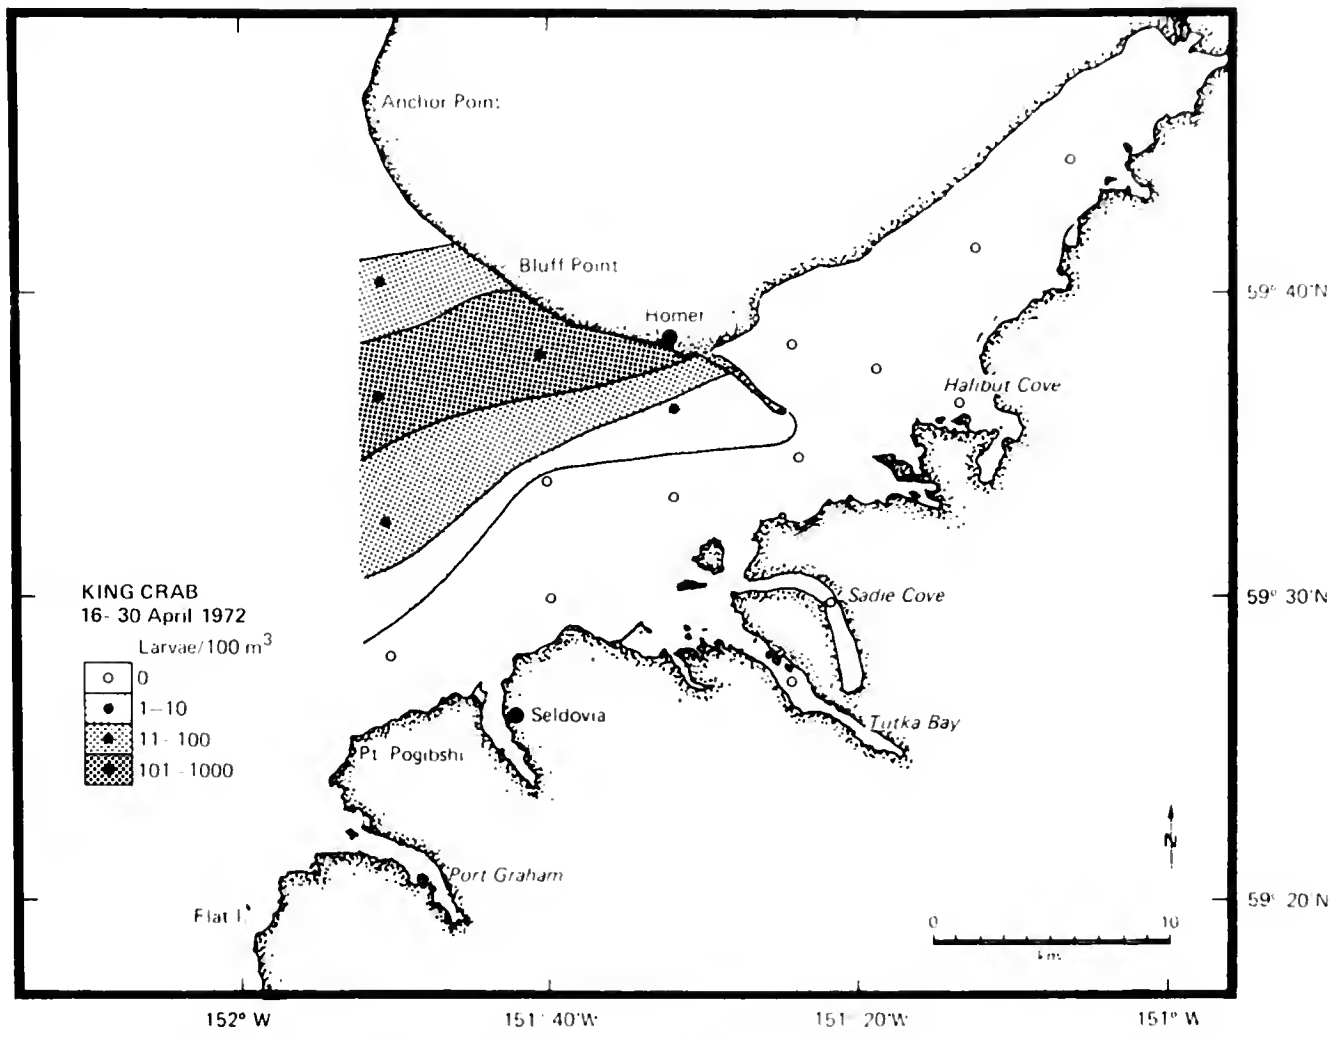 Anchor Point
Bluff Point
Homer
59° 40'N
Halibut Cove
KING CRAB
16-30 April 1972
Larvae/100 m³
0
1-10
11-100
101-1000
Sadie Cove
59° 30'N
Seldovia
Tutka Bay
Pt. Pogibshi
N
Port Graham
Flat I.
59° 20'N
0 10
km
152° W 151° 40'W 151° 20'W 151° W